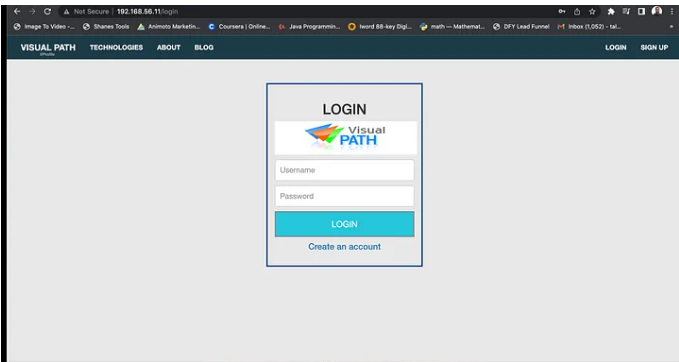 Not Secure | 192.168.56.11/login
Image To Video -... Shanes Tools Animoto Marketin... Coursera | Online... Java Programmin... Iword BB-key Digi... math — Mathemat... DFY Lead Funnel Inbox (1,052) - tal...
VISUAL PATH TECHNOLOGIES ABOUT BLOG LOGIN SIGN UP
LOGIN
Visual
PATH
Username
Password
LOGIN
Create an account